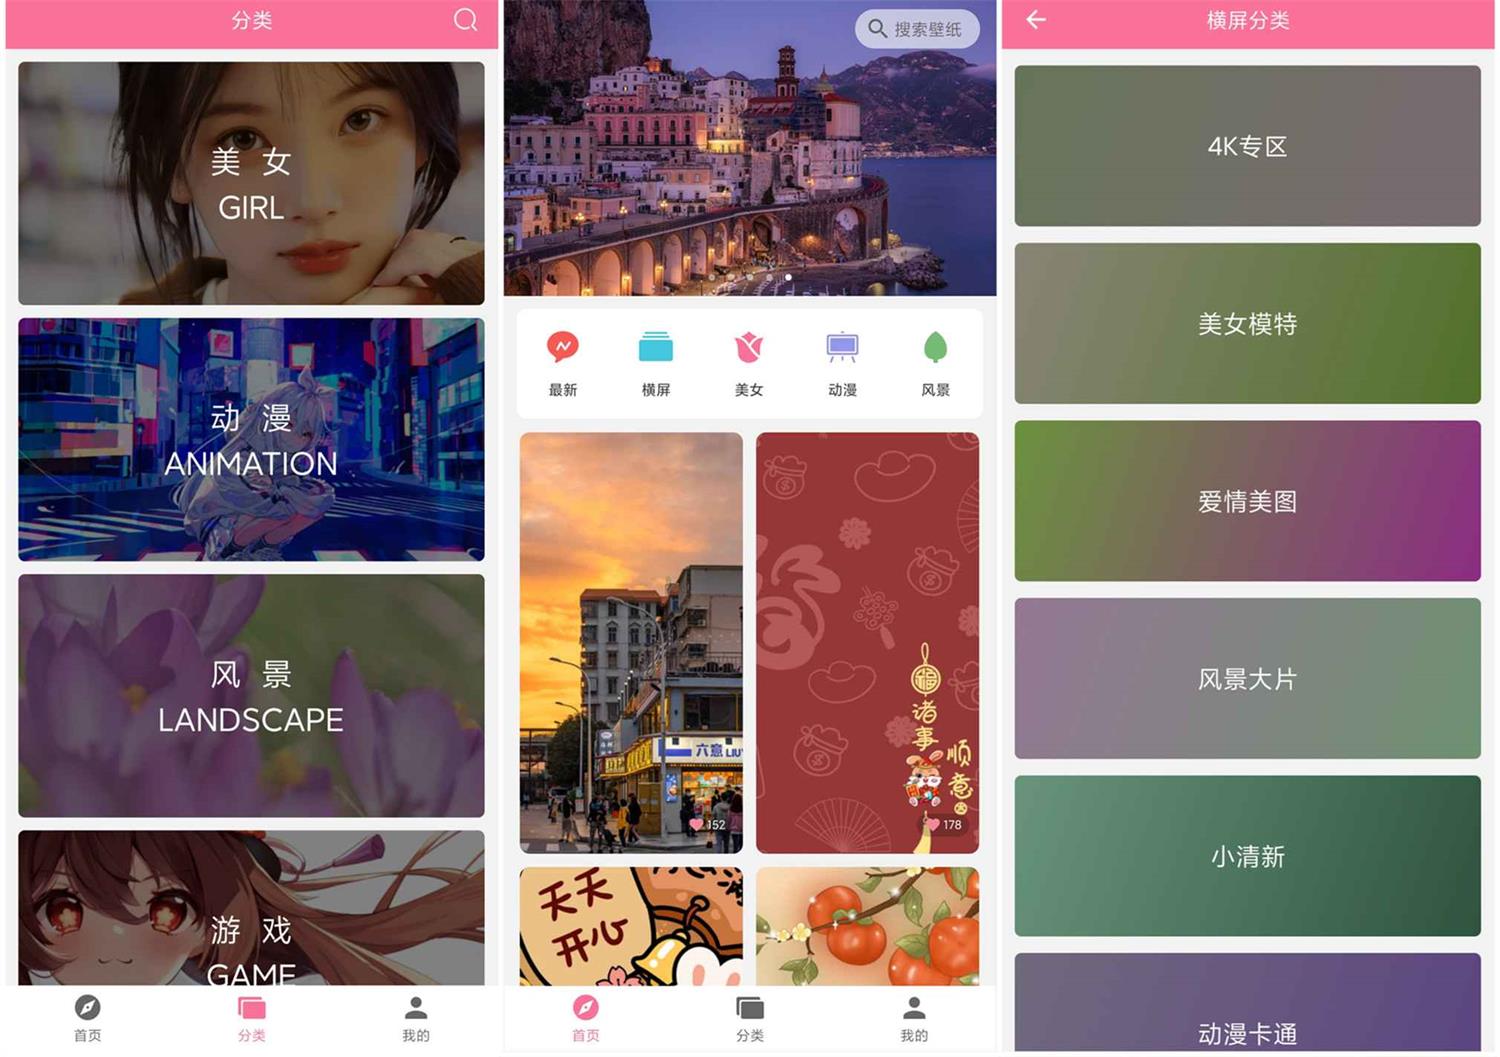 分类
美 女
GIRL
动 漫
ANIMATION
风 景
LANDSCAPE
游 戏
GAME
首页
分类
我的
搜索壁纸
最新
横屏
美女
动漫
风景
六意 LIU
152
福
诸事
顺意
178
天天
开心
首页
分类
我的
横屏分类
4K专区
美女模特
爱情美图
风景大片
小清新
动漫卡通